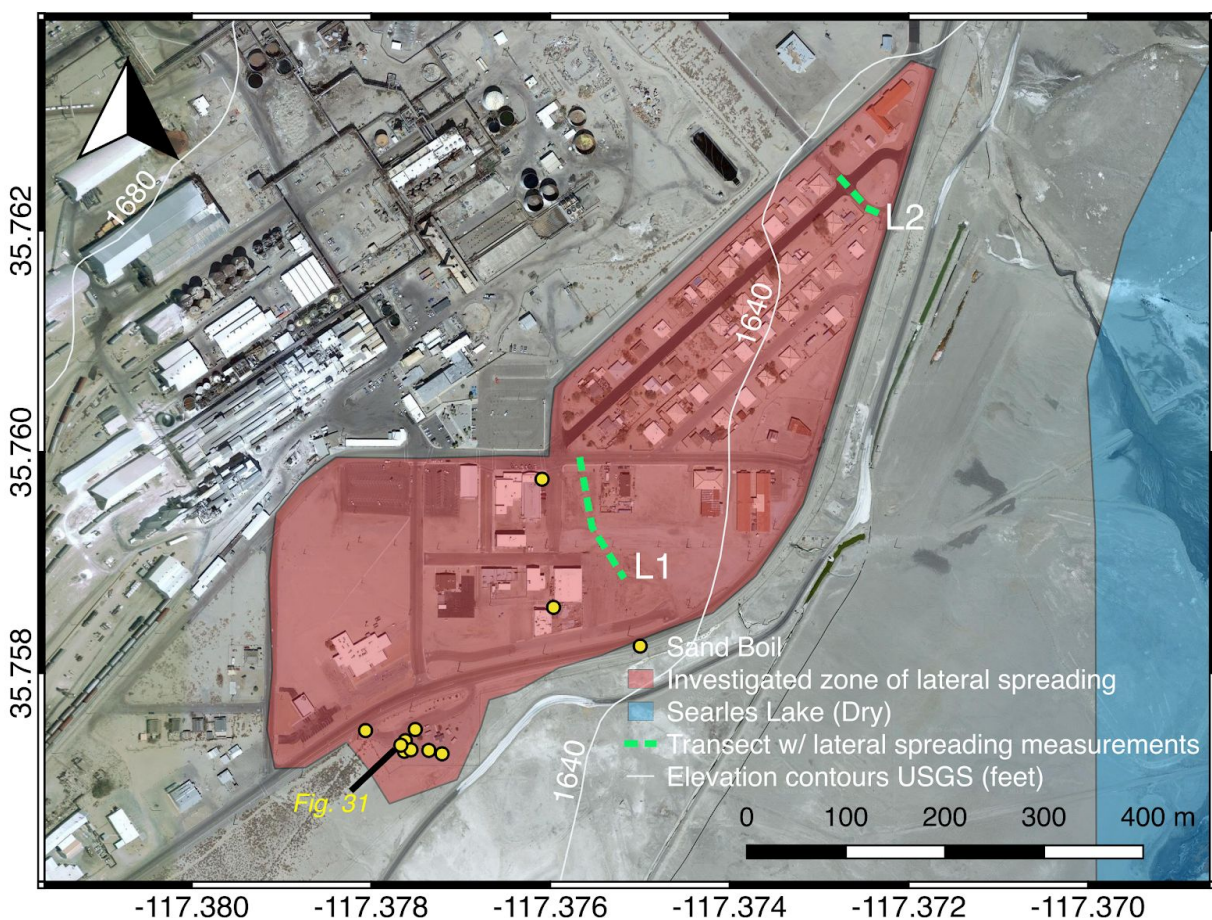 1680
35.762
L2
1640
35.760
L1
35.758
Sand Boil
Investigated zone of lateral spreading
Searles Lake (Dry)
Transect w/ lateral spreading measurements
Elevation contours USGS (feet)
1640
Fig. 31
0 100 200 300 400 m
-117.380 -117.378 -117.376 -117.374 -117.372 -117.370